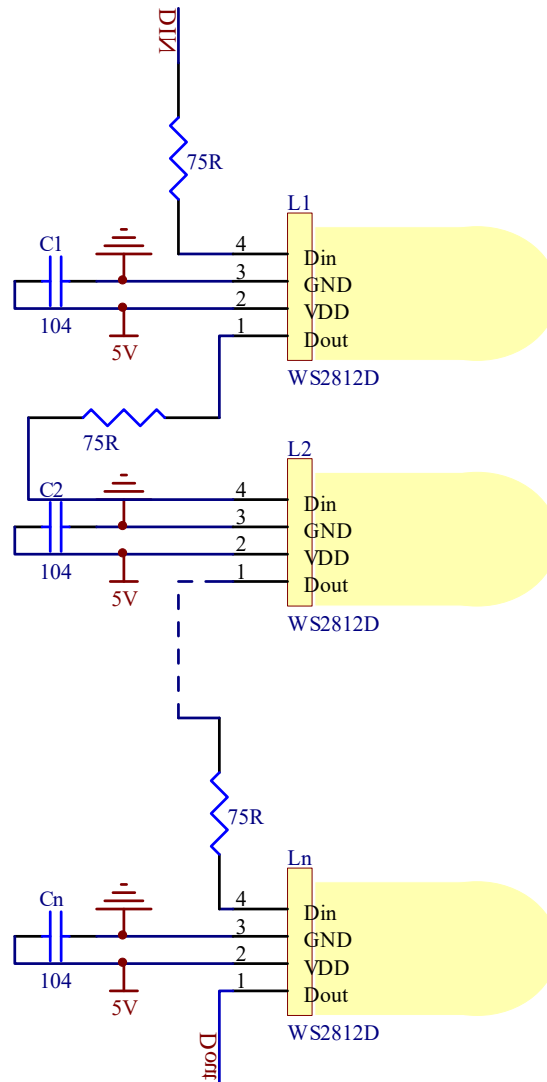 DIN
75R
L1
C1
104
5V
4
3
2
1
Din
GND
VDD
Dout
WS2812D
75R
L2
C2
104
5V
4
3
2
1
Din
GND
VDD
Dout
WS2812D
75R
Ln
Cn
104
5V
4
3
2
1
Din
GND
VDD
Dout
WS2812D
Dout